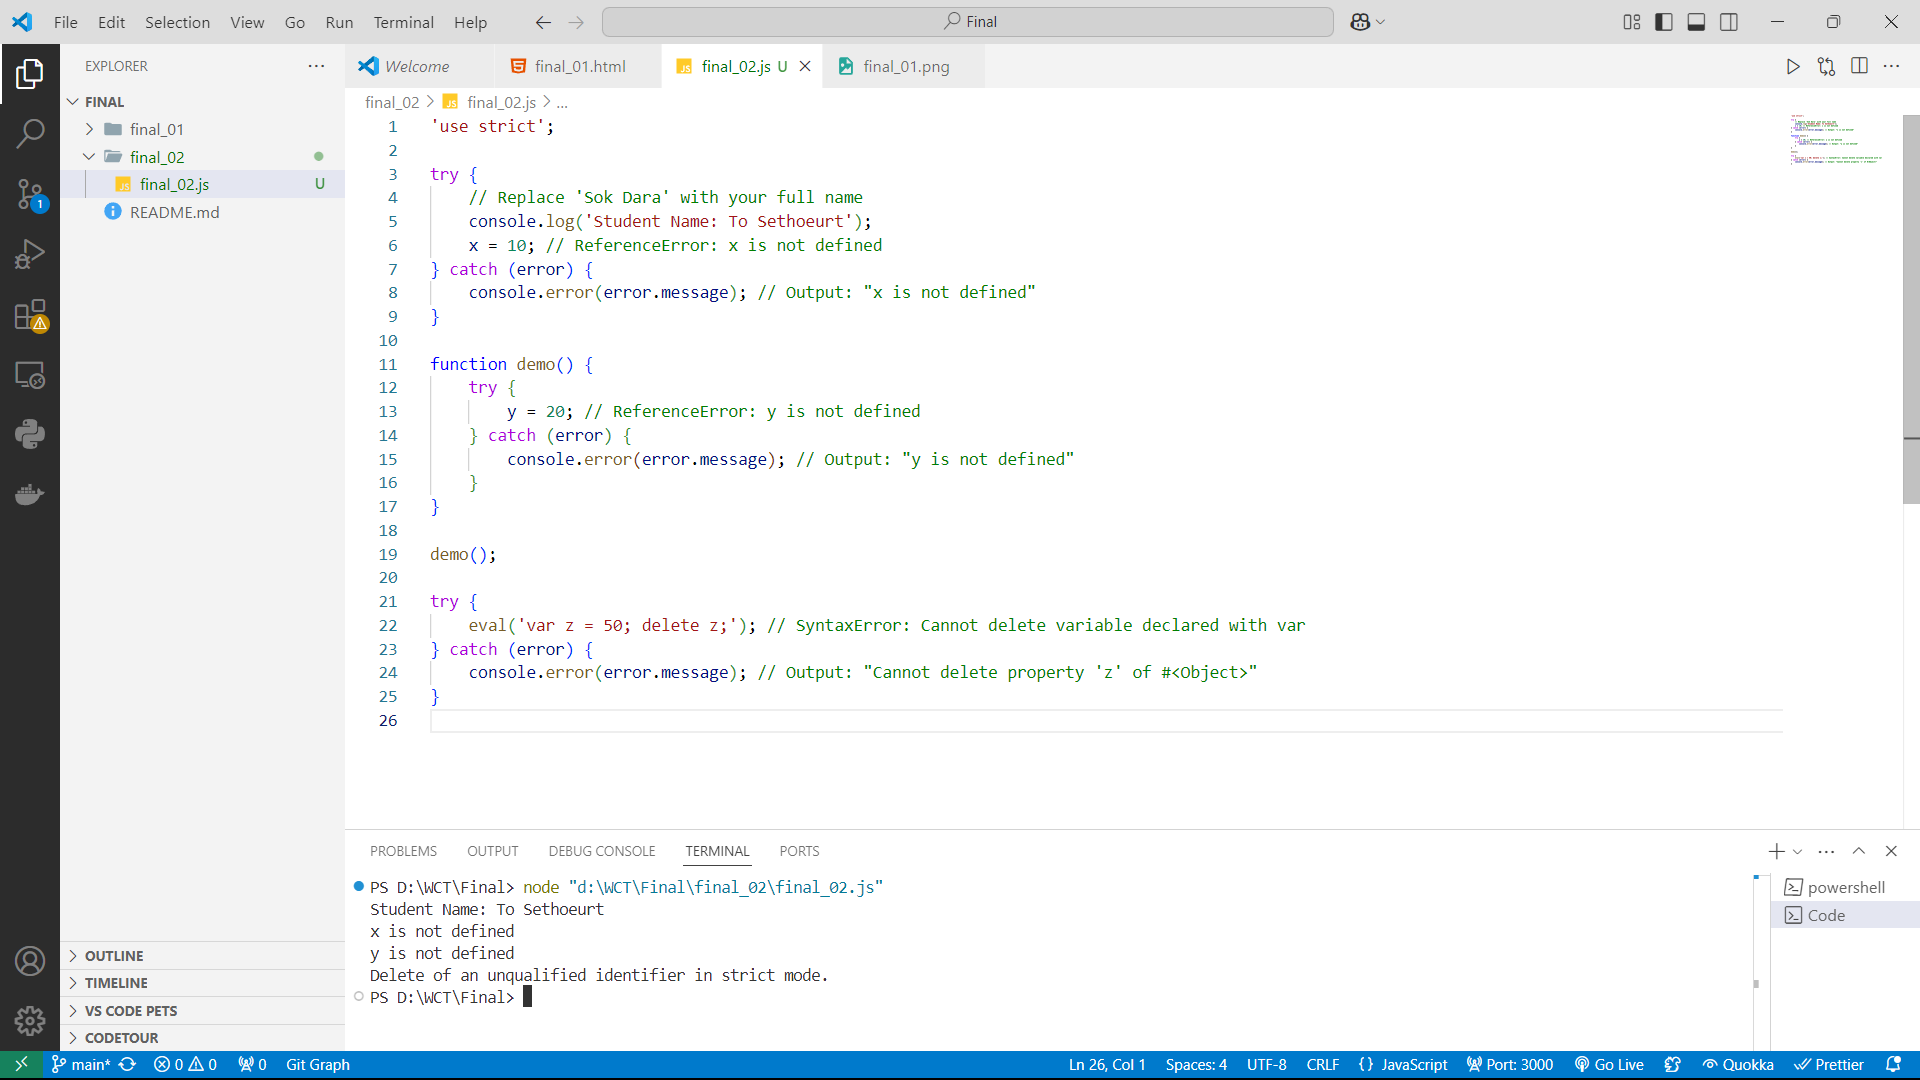 File Edit Selection View Go Run Terminal Help Final
EXPLORER
Welcome final_01.html final_02.js U final_01.png
FINAL
final_01
final_02
final_02.js U
README.md
final_02 > final_02.js > ...
1 'use strict';
2
3 try {
4 // Replace 'Sok Dara' with your full name
5 console.log('Student Name: To Sethoeurt');
6 x = 10; // ReferenceError: x is not defined
7 } catch (error) {
8 console.error(error.message); // Output: "x is not defined"
9 }
10
11 function demo() {
12 try {
13 y = 20; // ReferenceError: y is not defined
14 } catch (error) {
15 console.error(error.message); // Output: "y is not defined"
16 }
17 }
18
19 demo();
20
21 try {
22 eval('var z = 50; delete z;'); // SyntaxError: Cannot delete variable declared with var
23 } catch (error) {
24 console.error(error.message); // Output: "Cannot delete property 'z' of #<Object>"
25 }
26
1
PROBLEMS OUTPUT DEBUG CONSOLE TERMINAL PORTS
PS D:\WCT\Final> node "d:\WCT\Final\final_02\final_02.js"
Student Name: To Sethoeurt
x is not defined
y is not defined
Delete of an unqualified identifier in strict mode.
PS D:\WCT\Final>
powershell
Code
OUTLINE
TIMELINE
VS CODE PETS
CODETOUR
main* 0 0 0 Git Graph Ln 26, Col 1 Spaces: 4 UTF-8 CRLF {} JavaScript Port: 3000 Go Live Quokka Prettier